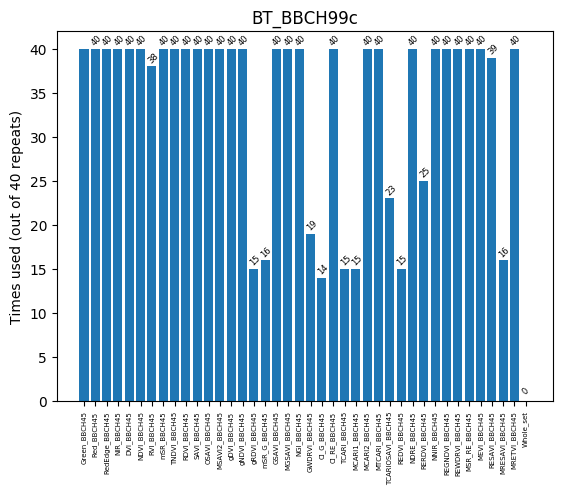 BT_BBCH99c
Times used (out of 40 repeats)
40
35
30
25
20
15
10
5
0
40
40
40
40
40
38
40
40
40
40
40
40
40
40
15
16
40
40
40
19
14
40
15
15
40
40
23
15
40
25
40
40
40
40
40
39
16
40
0
Green_BBCH45
Red_BBCH45
RedEdge_BBCH45
NIR_BBCH45
DVI_BBCH45
NDVI_BBCH45
RVI_BBCH45
mSR_BBCH45
TNDVI_BBCH45
RDVI_BBCH45
SAVI_BBCH45
OSAVI_BBCH45
MSAVI2_BBCH45
gDVI_BBCH45
gNDVI_BBCH45
gRDVI_BBCH45
mSR_G_BBCH45
GSAVI_BBCH45
MGSAVI_BBCH45
NGI_BBCH45
GWDRVI_BBCH45
CI_G_BBCH45
CI_RE_BBCH45
TCARI_BBCH45
MCARI1_BBCH45
MCARI2_BBCH45
MTCARI_BBCH45
TCARIOSAVI_BBCH45
REDVI_BBCH45
NDRE_BBCH45
RERDVI_BBCH45
NNIR_BBCH45
REGNDVI_BBCH45
REWDRVI_BBCH45
MSR_RE_BBCH45
MEVI_BBCH45
RESAVI_BBCH45
MRESAVI_BBCH45
MRETVI_BBCH45
Whole_set